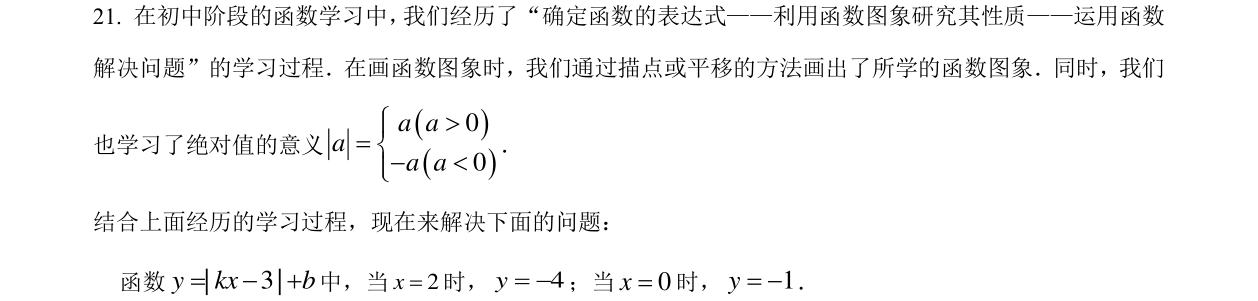 21. 在初中阶段的函数学习中，我们经历了“确定函数的表达式——利用函数图象研究其性质——运用函数
解决问题”的学习过程．在画函数图象时，我们通过描点或平移的方法画出了所学的函数图象．同时，我们
也学习了绝对值的意义|a|={a(a>0) -a(a<0)．
结合上面经历的学习过程，现在来解决下面的问题：
函数 y=|kx-3|+b 中，当 x=2 时， y=-4；当 x=0 时， y=-1．